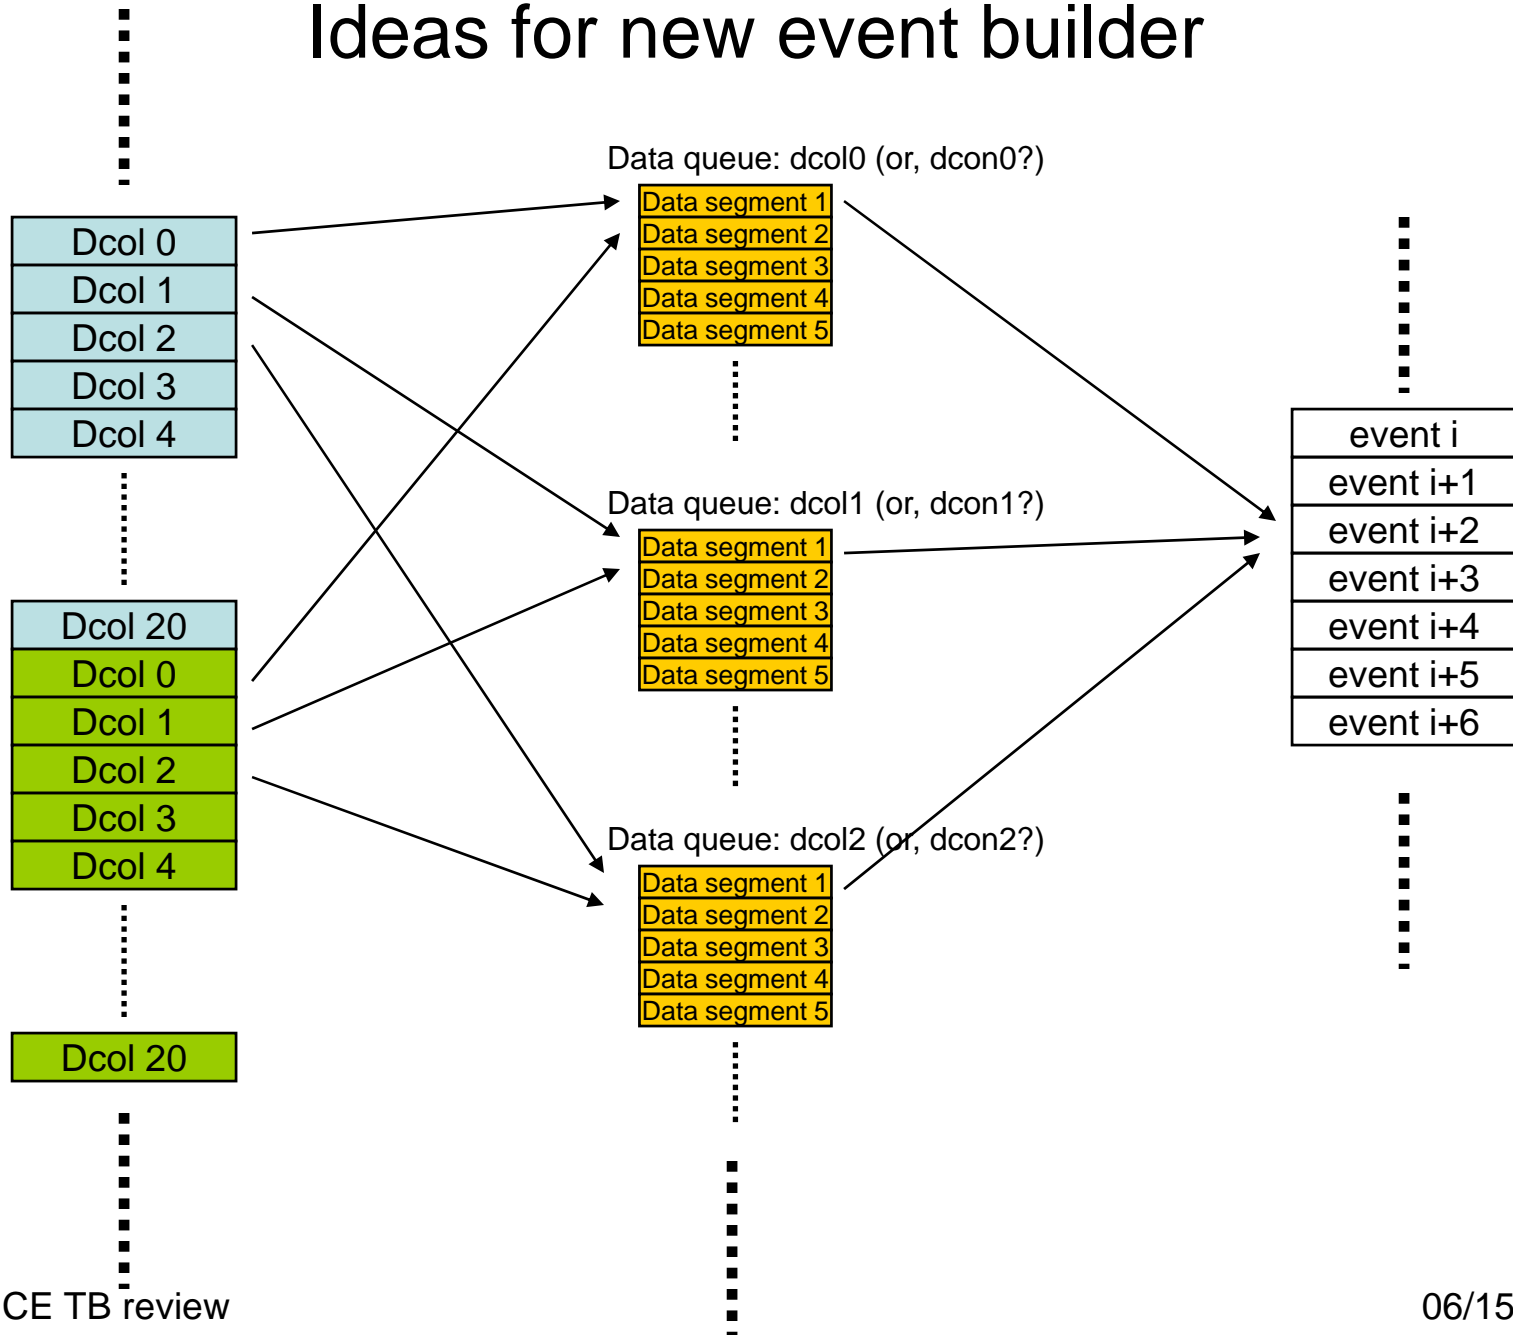 Ideas for new event builder
Dcol 0
Dcol 1
Dcol 2
Dcol 3
Dcol 4
Dcol 20
Dcol 0
Dcol 1
Dcol 2
Dcol 3
Dcol 4
Dcol 20
Data queue: dcol0 (or, dcon0?)
Data segment 1
Data segment 2
Data segment 3
Data segment 4
Data segment 5
Data queue: dcol1 (or, dcon1?)
Data segment 1
Data segment 2
Data segment 3
Data segment 4
Data segment 5
Data queue: dcol2 (or, dcon2?)
Data segment 1
Data segment 2
Data segment 3
Data segment 4
Data segment 5
event i
event i+1
event i+2
event i+3
event i+4
event i+5
event i+6
CE TB review
06/15